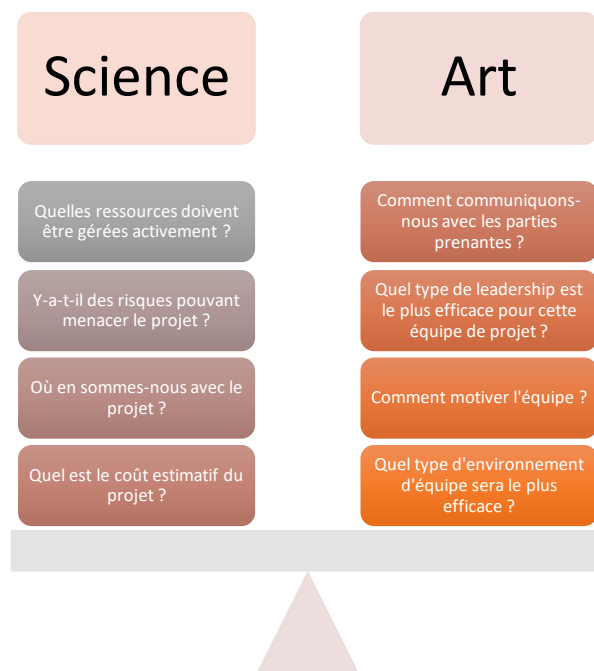 Science
Quelles ressources doivent
être gérées activement ?
Y-a-t-il des risques pouvant
menacer le projet ?
Où en sommes-nous avec le
projet ?
Quel est le coût estimatif du
projet ?
Art
Comment communiquons-
nous avec les parties
prenantes ?
Quel type de leadership est
le plus efficace pour cette
équipe de projet ?
Comment motiver l'équipe ?
Quel type d'environnement
d'équipe sera le plus
efficace ?